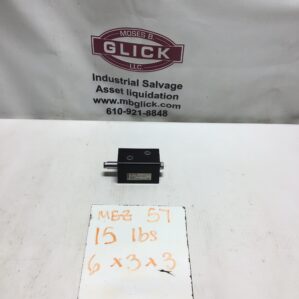 MOSES B.
GLICK
LLC.
Industrial Salvage
Asset liquidation
www.mbglick.com
610-921-8848
MEZ 57
15 lbs
6 x 3 x 3